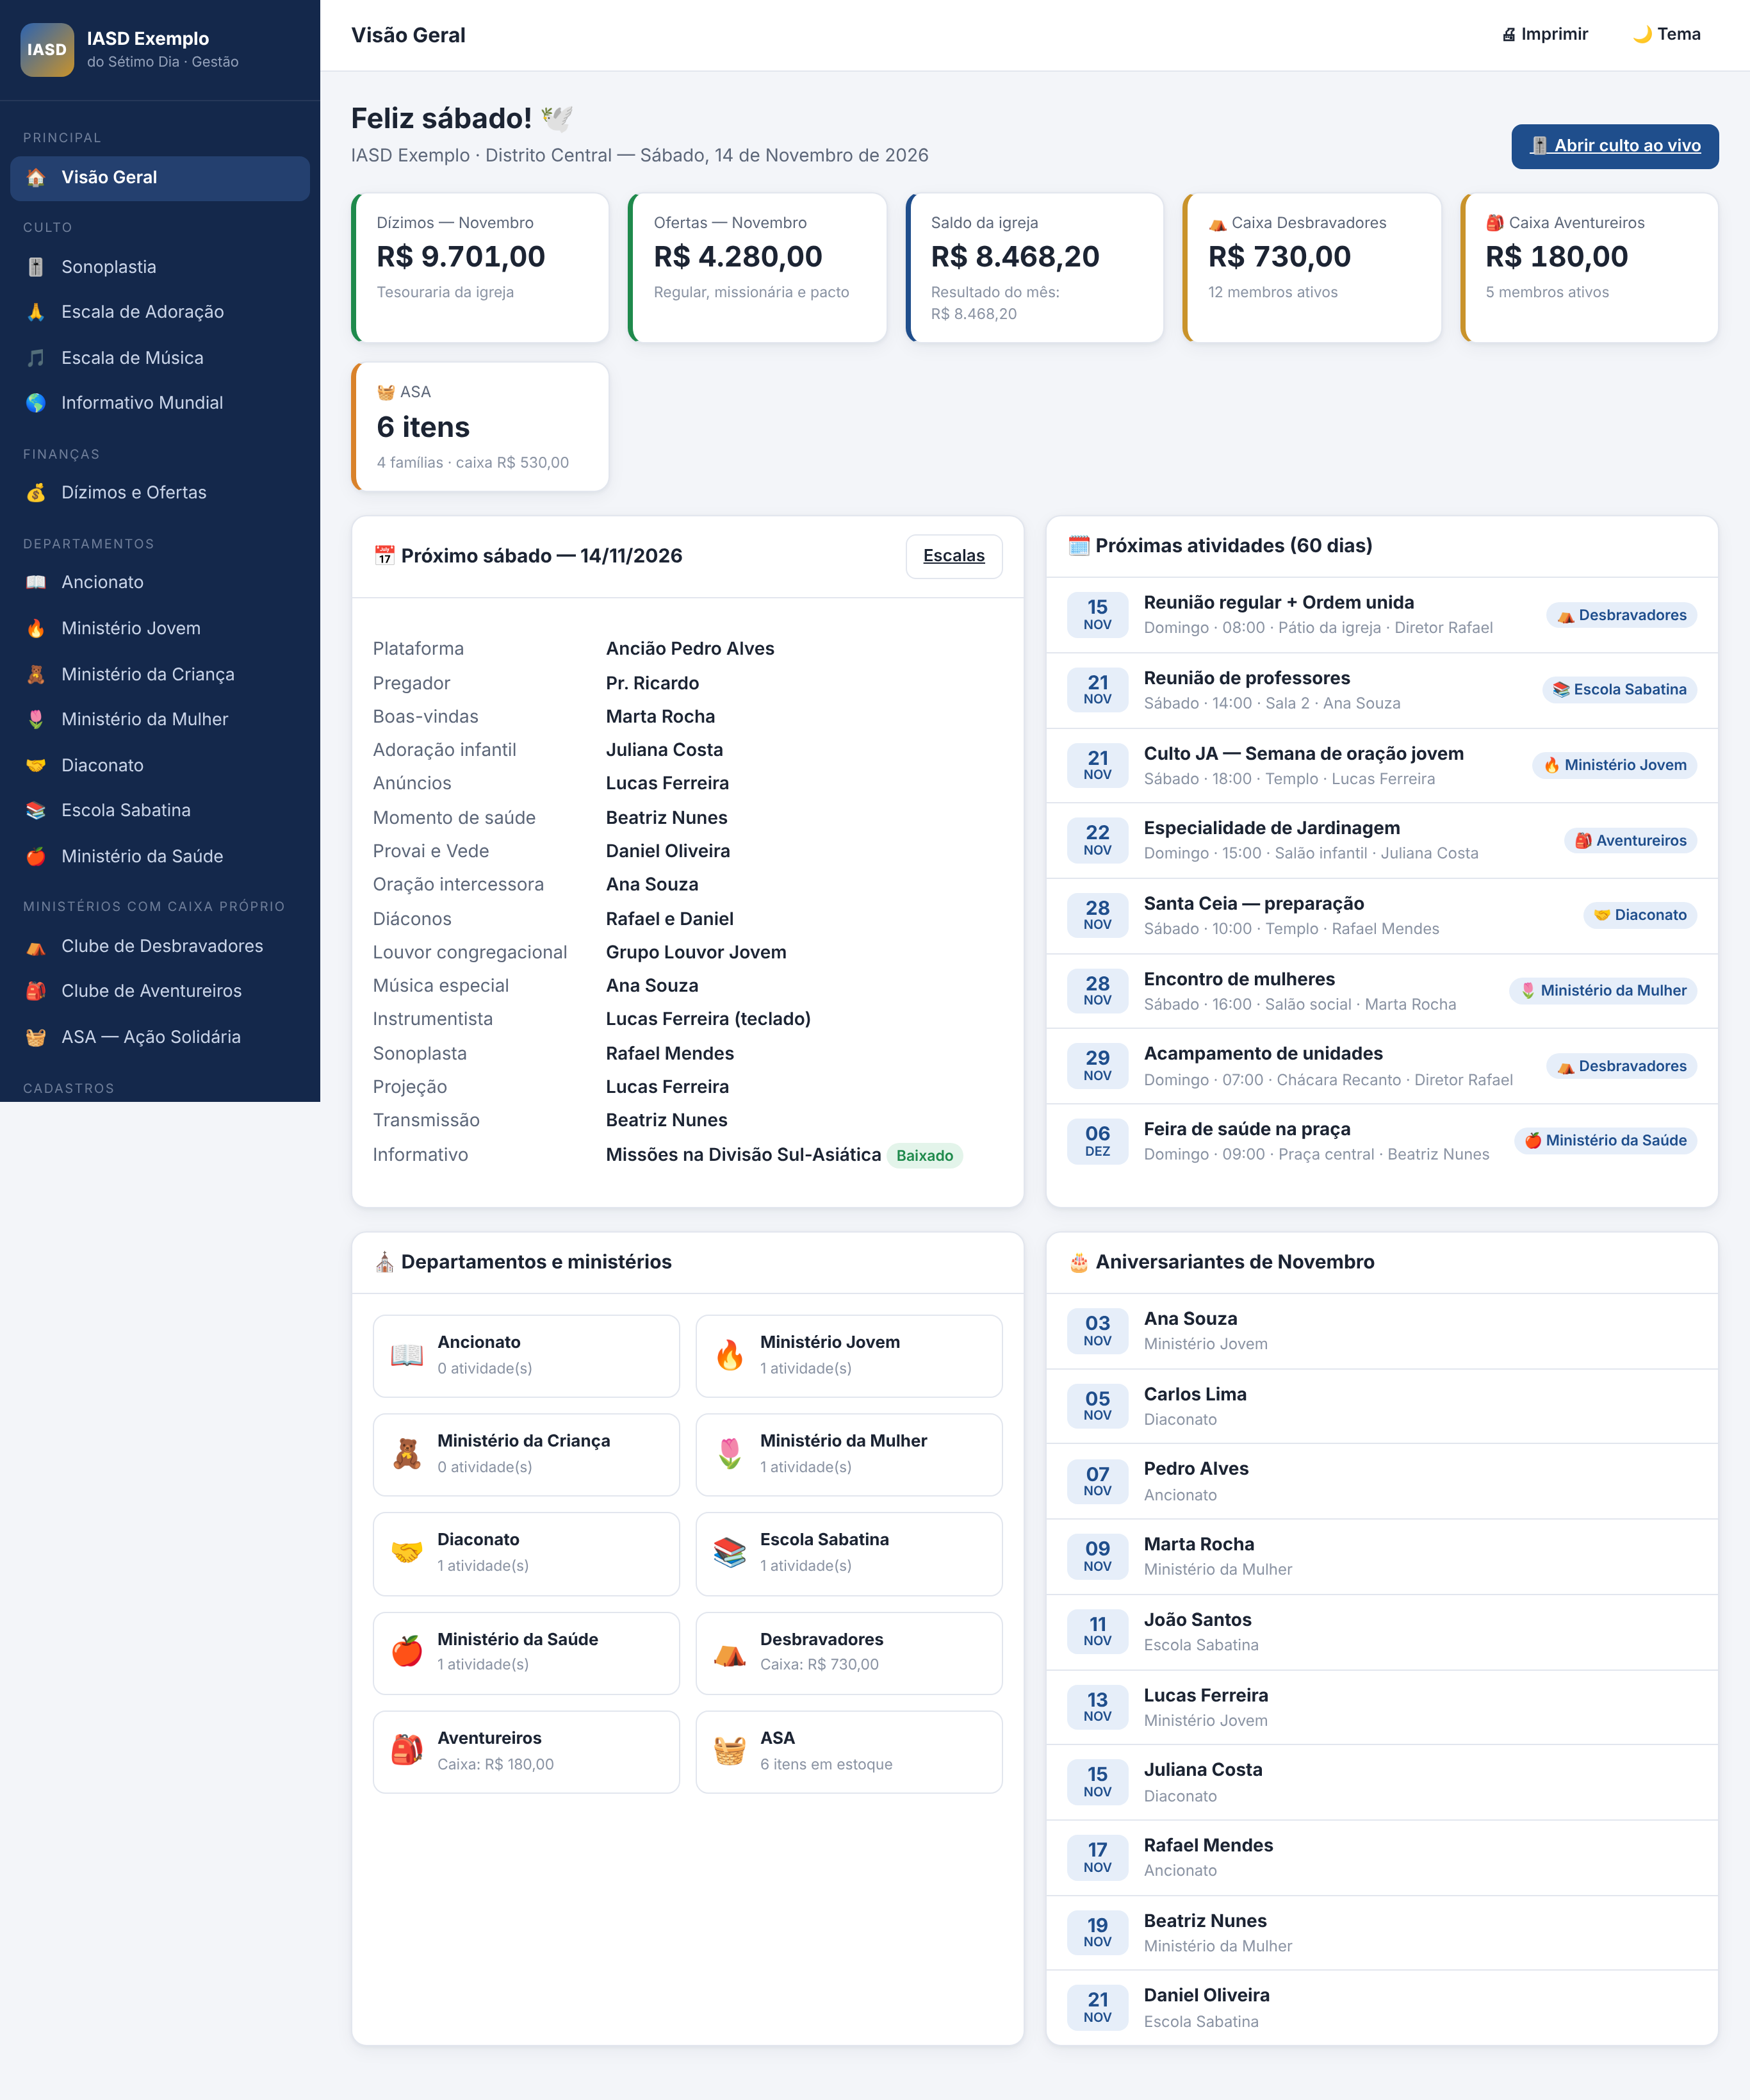 IASD
IASD Exemplo
do Sétimo Dia · Gestão
PRINCIPAL
Visão Geral
CULTO
Sonoplastia
Escala de Adoração
Escala de Música
Informativo Mundial
FINANÇAS
Dízimos e Ofertas
DEPARTAMENTOS
Ancionato
Ministério Jovem
Ministério da Criança
Ministério da Mulher
Diaconato
Escola Sabatina
Ministério da Saúde
MINISTÉRIOS COM CAIXA PRÓPRIO
Clube de Desbravadores
Clube de Aventureiros
ASA — Ação Solidária
CADASTROS
Visão Geral
Imprimir
Tema
Feliz sábado!
IASD Exemplo · Distrito Central — Sábado, 14 de Novembro de 2026
Abrir culto ao vivo
Dízimos — Novembro
R$ 9.701,00
Tesouraria da igreja
Ofertas — Novembro
R$ 4.280,00
Regular, missionária e pacto
Saldo da igreja
R$ 8.468,20
Resultado do mês:
R$ 8.468,20
Caixa Desbravadores
R$ 730,00
12 membros ativos
Caixa Aventureiros
R$ 180,00
5 membros ativos
ASA
6 itens
4 famílias · caixa R$ 530,00
Próximo sábado — 14/11/2026
Escalas
Plataforma Ancião Pedro Alves
Pregador Pr. Ricardo
Boas-vindas Marta Rocha
Adoração infantil Juliana Costa
Anúncios Lucas Ferreira
Momento de saúde Beatriz Nunes
Provai e Vede Daniel Oliveira
Oração intercessora Ana Souza
Diáconos Rafael e Daniel
Louvor congregacional Grupo Louvor Jovem
Música especial Ana Souza
Instrumentista Lucas Ferreira (teclado)
Sonoplasta Rafael Mendes
Projeção Lucas Ferreira
Transmissão Beatriz Nunes
Informativo Missões na Divisão Sul-Asiática Baixado
Próximas atividades (60 dias)
15 NOV
Reunião regular + Ordem unida
Domingo · 08:00 · Pátio da igreja · Diretor Rafael
Desbravadores
21 NOV
Reunião de professores
Sábado · 14:00 · Sala 2 · Ana Souza
Escola Sabatina
21 NOV
Culto JA — Semana de oração jovem
Sábado · 18:00 · Templo · Lucas Ferreira
Ministério Jovem
22 NOV
Especialidade de Jardinagem
Domingo · 15:00 · Salão infantil · Juliana Costa
Aventureiros
28 NOV
Santa Ceia — preparação
Sábado · 10:00 · Templo · Rafael Mendes
Diaconato
28 NOV
Encontro de mulheres
Sábado · 16:00 · Salão social · Marta Rocha
Ministério da Mulher
29 NOV
Acampamento de unidades
Domingo · 07:00 · Chácara Recanto · Diretor Rafael
Desbravadores
06 DEZ
Feira de saúde na praça
Domingo · 09:00 · Praça central · Beatriz Nunes
Ministério da Saúde
Departamentos e ministérios
Ancionato
0 atividade(s)
Ministério Jovem
1 atividade(s)
Ministério da Criança
0 atividade(s)
Ministério da Mulher
1 atividade(s)
Diaconato
1 atividade(s)
Escola Sabatina
1 atividade(s)
Ministério da Saúde
1 atividade(s)
Desbravadores
Caixa: R$ 730,00
Aventureiros
Caixa: R$ 180,00
ASA
6 itens em estoque
Aniversariantes de Novembro
03 NOV
Ana Souza
Ministério Jovem
05 NOV
Carlos Lima
Diaconato
07 NOV
Pedro Alves
Ancionato
09 NOV
Marta Rocha
Ministério da Mulher
11 NOV
João Santos
Escola Sabatina
13 NOV
Lucas Ferreira
Ministério Jovem
15 NOV
Juliana Costa
Diaconato
17 NOV
Rafael Mendes
Ancionato
19 NOV
Beatriz Nunes
Ministério da Mulher
21 NOV
Daniel Oliveira
Escola Sabatina